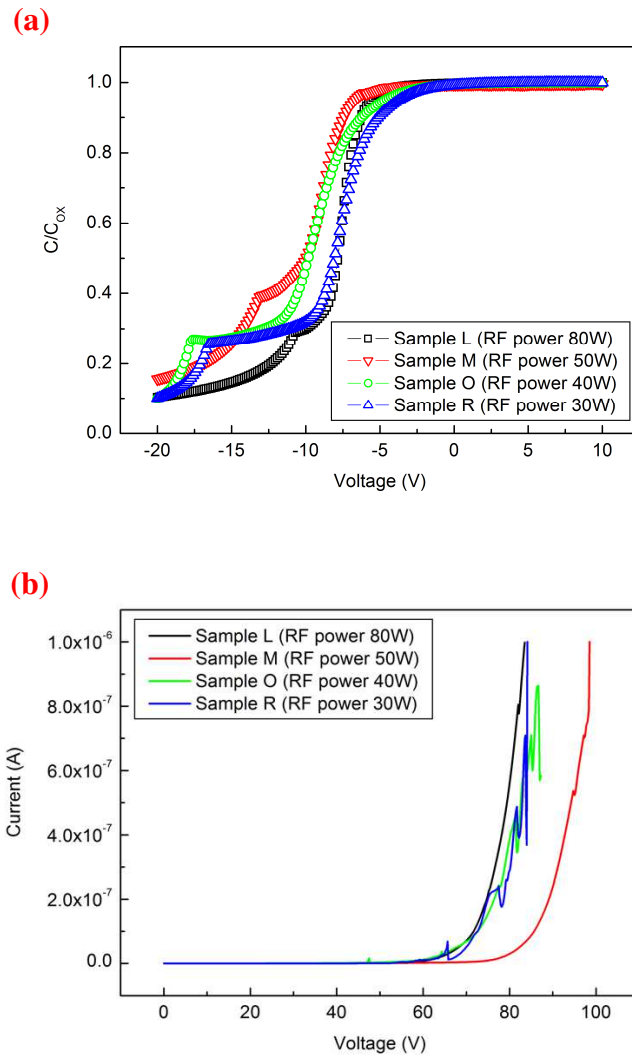 (a)
1.0
0.8
0.6
0.4
0.2
0.0
C/C_OX
Sample L (RF power 80W)
Sample M (RF power 50W)
Sample O (RF power 40W)
Sample R (RF power 30W)
-20 -15 -10 -5 0 5 10
Voltage (V)
(b)
1.0x10^-6
8.0x10^-7
6.0x10^-7
4.0x10^-7
2.0x10^-7
0.0
Current (A)
Sample L (RF power 80W)
Sample M (RF power 50W)
Sample O (RF power 40W)
Sample R (RF power 30W)
0 20 40 60 80 100
Voltage (V)